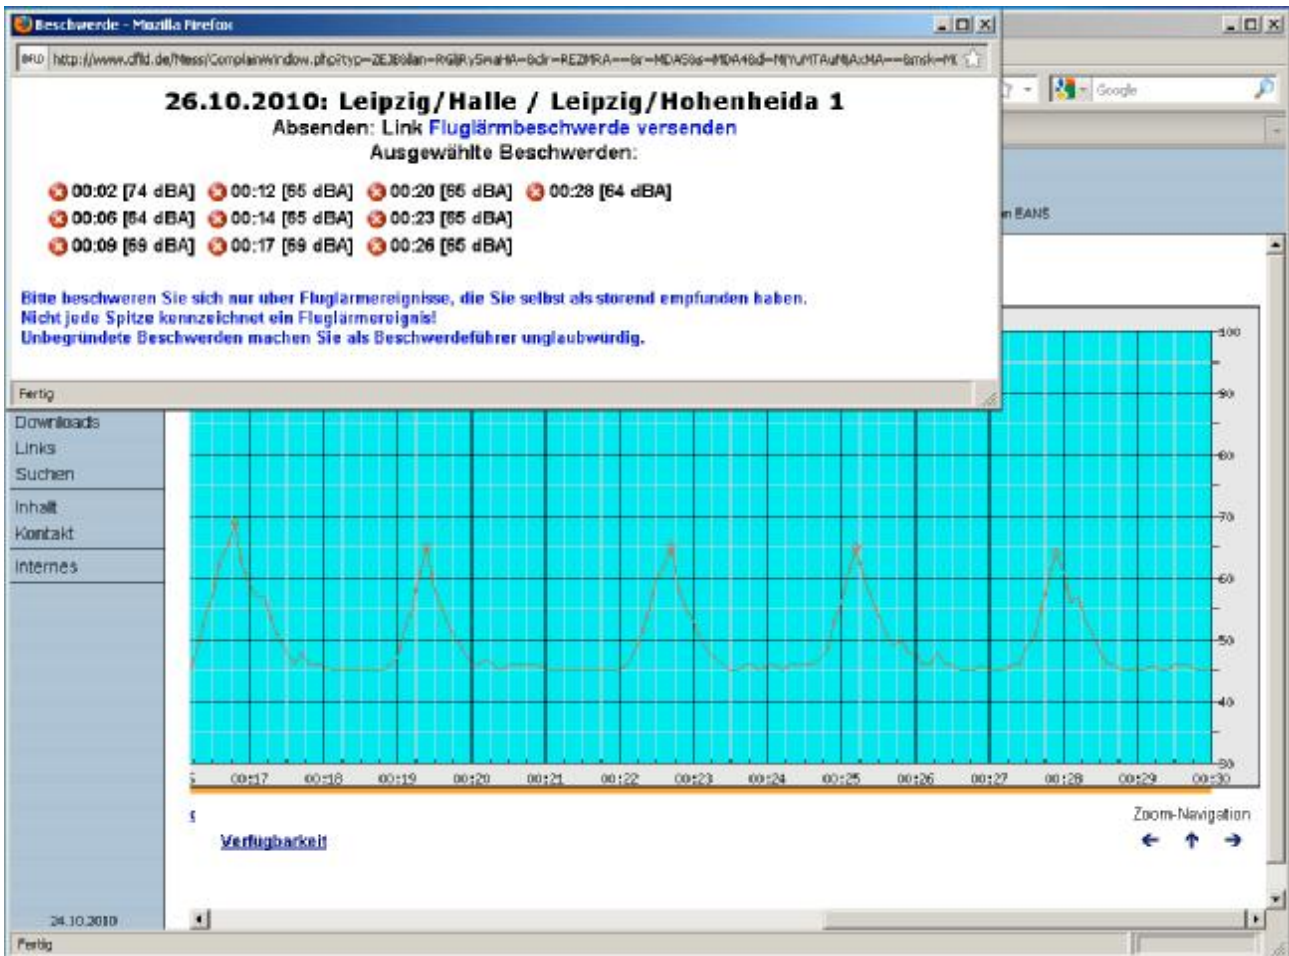 Beschwerde - Mozilla Firefox
26.10.2010: Leipzig/Halle / Leipzig/Hohenheida 1
Absenden: Link Fluglärmbeschwerde versenden
Ausgewählte Beschwerden:
00:02 [74 dBA] 00:12 [65 dBA] 00:20 [65 dBA] 00:28 [64 dBA]
00:06 [64 dBA] 00:14 [65 dBA] 00:23 [65 dBA]
00:09 [69 dBA] 00:17 [69 dBA] 00:26 [65 dBA]
Bitte beschweren Sie sich nur über Fluglärmereignisse, die Sie selbst als störend empfunden haben.
Nicht jede Spitze kennzeichnet ein Fluglärmereignis!
Unbegründete Beschwerden machen Sie als Beschwerdeführer unglaubwürdig.
Fertig
Google
EANS
Downloads
Links
Suchen
Inhalt
Kontakt
Internes
100
90
80
70
60
50
40
30
00:17 00:18 00:19 00:20 00:21 00:22 00:23 00:24 00:25 00:26 00:27 00:28 00:29 00:30
Zoom-Navigation
Verfügbarkeit
24.10.2010
Fertig